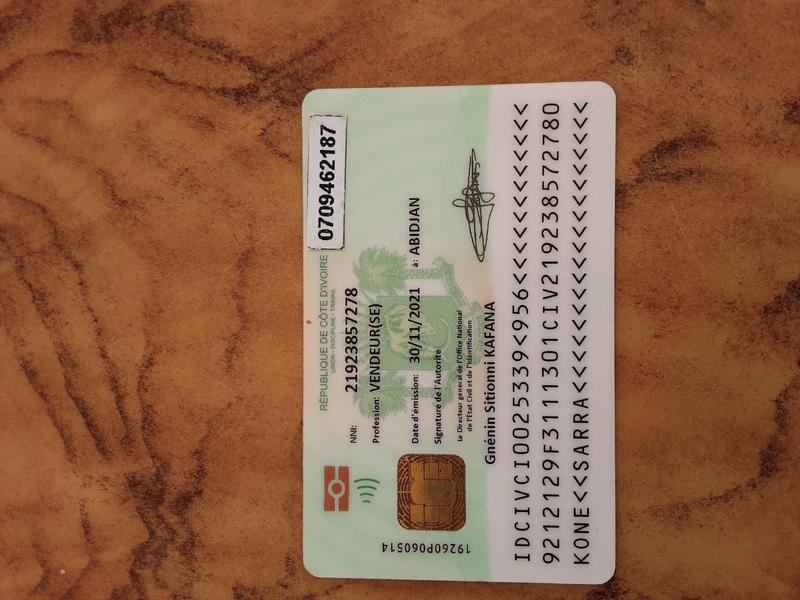 0709462187
RÉPUBLIQUE DE CÔTE D'IVOIRE
UNION - DISCIPLINE - TRAVAIL
NNI: 21923857278
Profession: VENDEUR(SE)
Date d'émission: 30/11/2021 à: ABIDJAN
Signature de l'Autorité
Le Directeur général de l'Office National
de l'État Civil et de l'Identification
Gnénin Sitionni KAFANA
19260P060514
IDCIVCI0025339<956<<<<<<<<<<<<
9212129F3111301CIV219238572780
KONE<<SARRA<<<<<<<<<<<<<<<<<<<